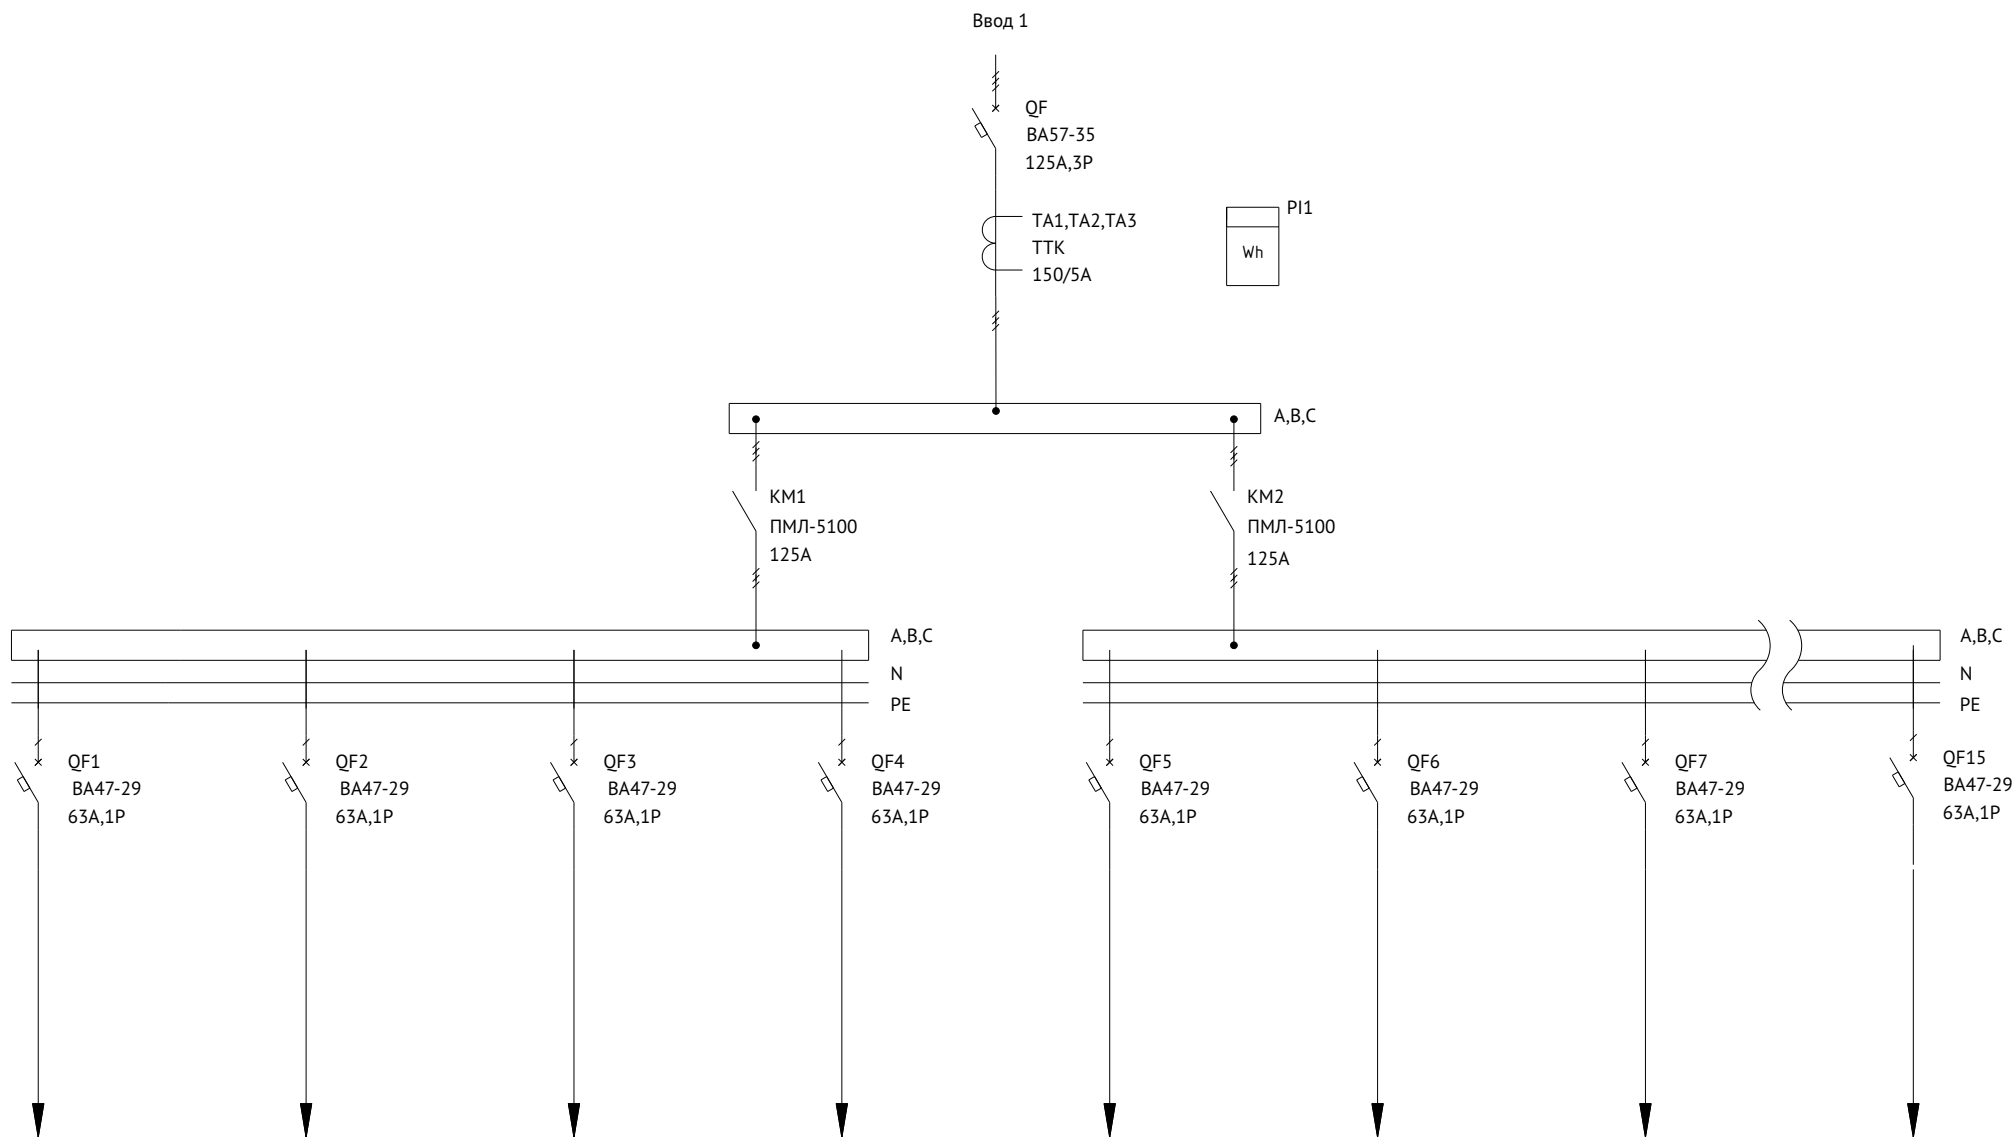 Ввод 1
QF
ВА57-35
125А,3Р
ТА1,ТА2,ТА3
ТТК
150/5А
PI1
Wh
А,В,С
КМ1
ПМЛ-5100
125А
КМ2
ПМЛ-5100
125А
А,В,С
N
PE
А,В,С
N
PE
QF1
ВА47-29
63А,1Р
QF2
ВА47-29
63А,1Р
QF3
ВА47-29
63А,1Р
QF4
ВА47-29
63А,1Р
QF5
ВА47-29
63А,1Р
QF6
ВА47-29
63А,1Р
QF7
ВА47-29
63А,1Р
QF15
ВА47-29
63А,1Р